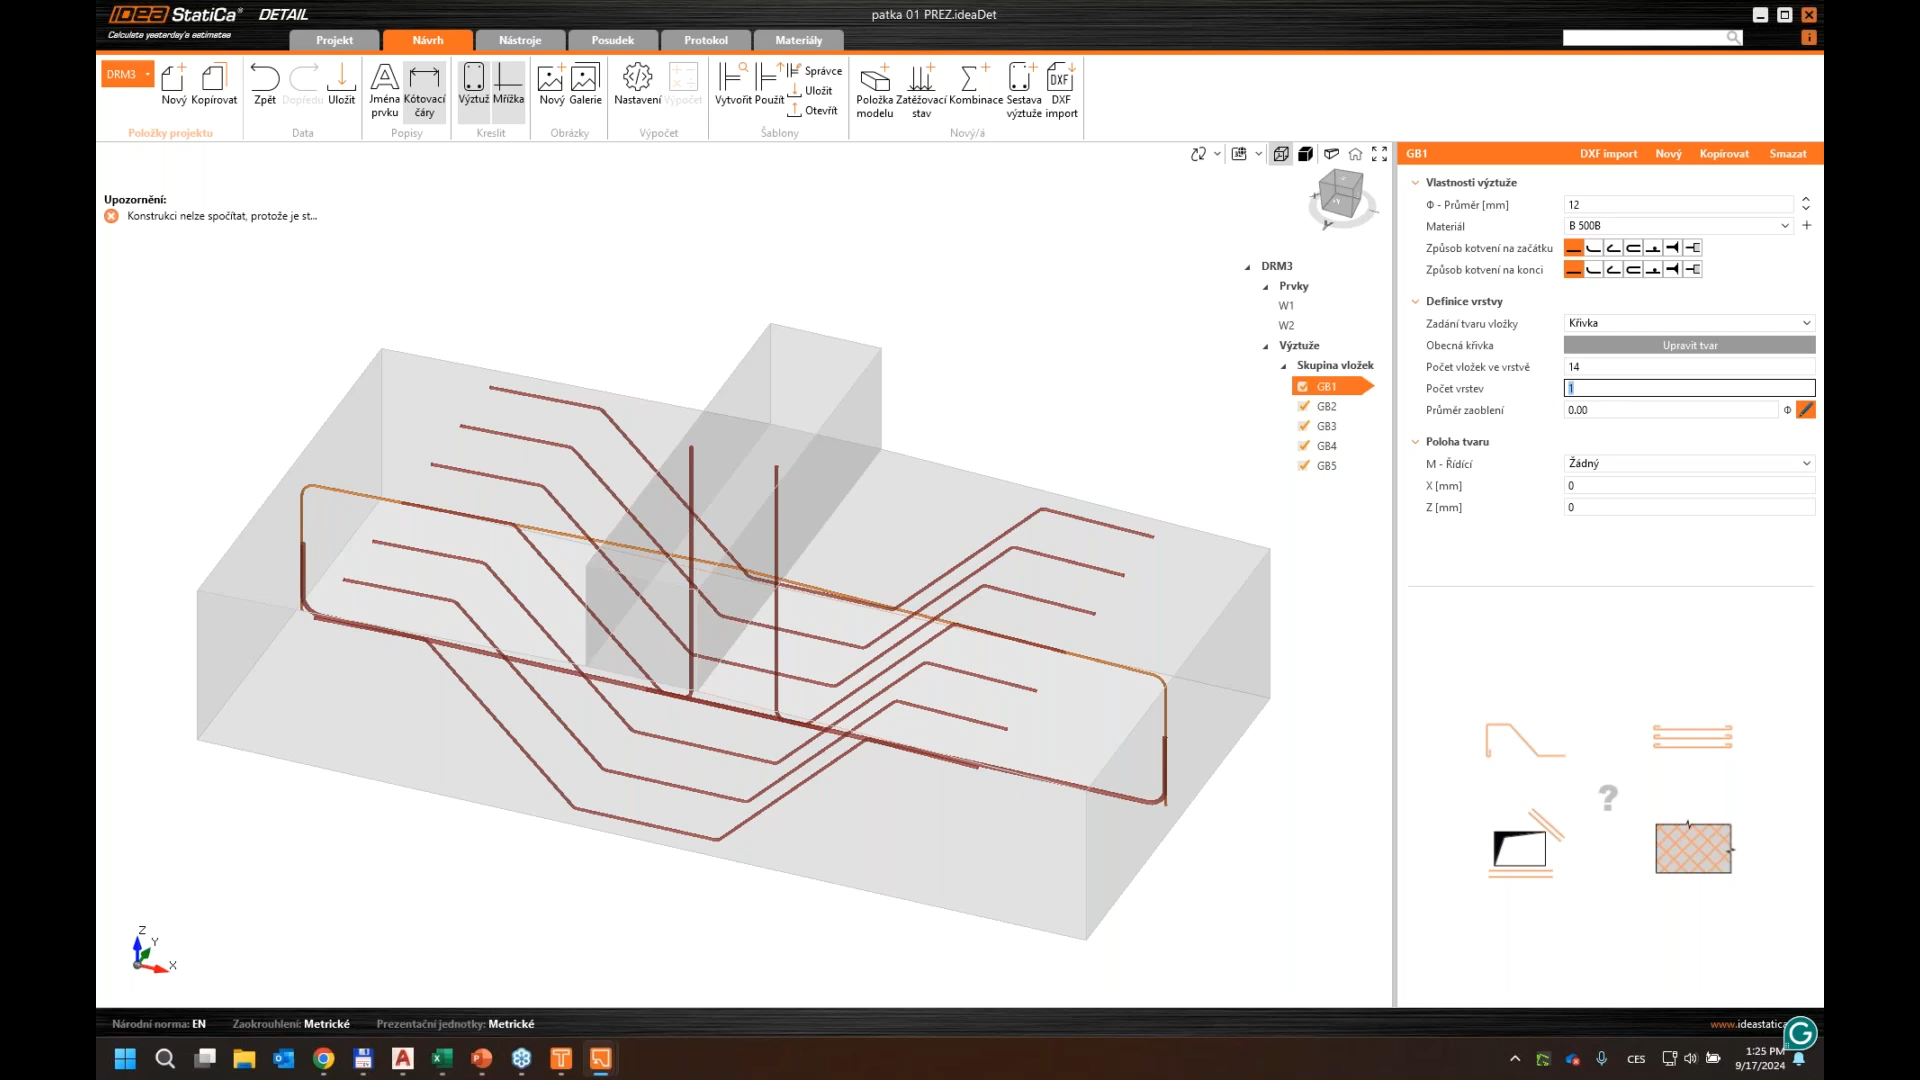 IDEA StatiCa® DETAIL
Calculate yesterday's estimates
patka 01 PREZ.ideaDet
Projekt Návrh Nástroje Posudek Protokol Materiály
DRM3
Nový Kopírovat
Položky projektu
Zpět Dopředu Uložit
Data
Jména prvku Kótovací čáry
Popisy
Výztuž Mřížka
Kreslit
Nový Galerie
Obrázky
Nastavení Výpočet
Výpočet
Vytvořit Použít Správce
Uložit
Otevřít
Šablony
Položka modelu Zatěžovací stav Kombinace Sestava výztuže DXF import
Nový/á
Upozornění:
Konstrukci nelze spočítat, protože je st...
DRM3
Prvky
W1
W2
Výztuže
Skupina vložek
GB1
GB2
GB3
GB4
GB5
Z
Y
X
GB1 DXF import Nový Kopírovat Smazat
Vlastnosti výztuže
Φ - Průměr [mm] 12
Materiál B 500B
Způsob kotvení na začátku
Způsob kotvení na konci
Definice vrstvy
Zadání tvaru vložky Křivka
Obecná křivka Upravit tvar
Počet vložek ve vrstvě 14
Počet vrstev 1
Průměr zaoblení 0.00 Φ
Poloha tvaru
M - Řídící Žádný
X [mm] 0
Z [mm] 0
?
Národní norma: EN Zaokrouhlení: Metrické Prezentační jednotky: Metrické
www.ideastatica
CES
1:25 PM
9/17/2024